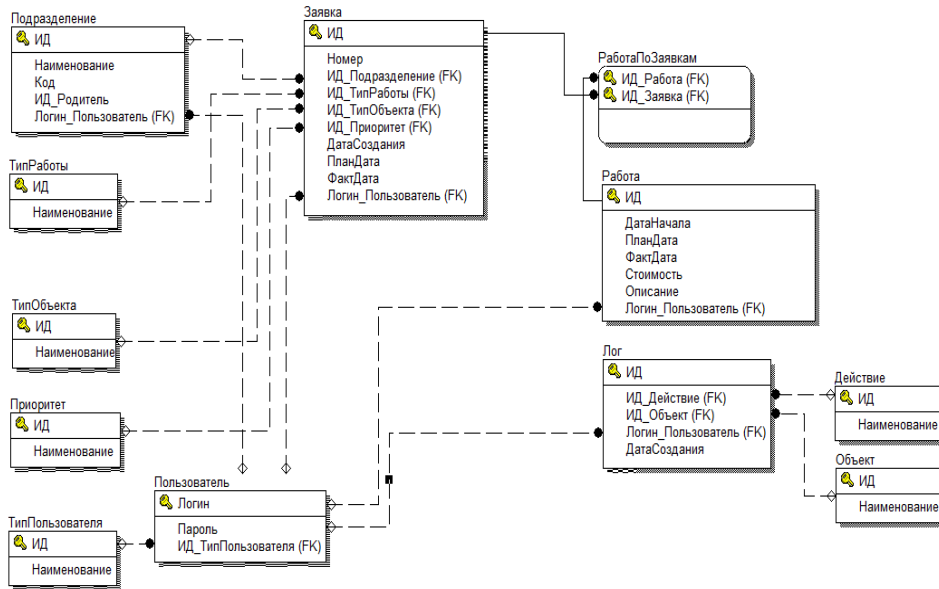 Подразделение
ИД
Наименование
Код
ИД_Родитель
Логин_Пользователь (FK)
ТипРаботы
ИД
Наименование
ТипОбъекта
ИД
Наименование
Приоритет
ИД
Наименование
ТипПользователя
ИД
Наименование
Заявка
ИД
Номер
ИД_Подразделение (FK)
ИД_ТипРаботы (FK)
ИД_ТипОбъекта (FK)
ИД_Приоритет (FK)
ДатаСоздания
ПланДата
ФактДата
Логин_Пользователь (FK)
Пользователь
Логин
Пароль
ИД_ТипПользователя (FK)
РаботаПоЗаявкам
ИД_Работа (FK)
ИД_Заявка (FK)
Работа
ИД
ДатаНачала
ПланДата
ФактДата
Стоимость
Описание
Логин_Пользователь (FK)
Лог
ИД
ИД_Действие (FK)
ИД_Объект (FK)
Логин_Пользователь (FK)
ДатаСоздания
Действие
ИД
Наименование
Объект
ИД
Наименование